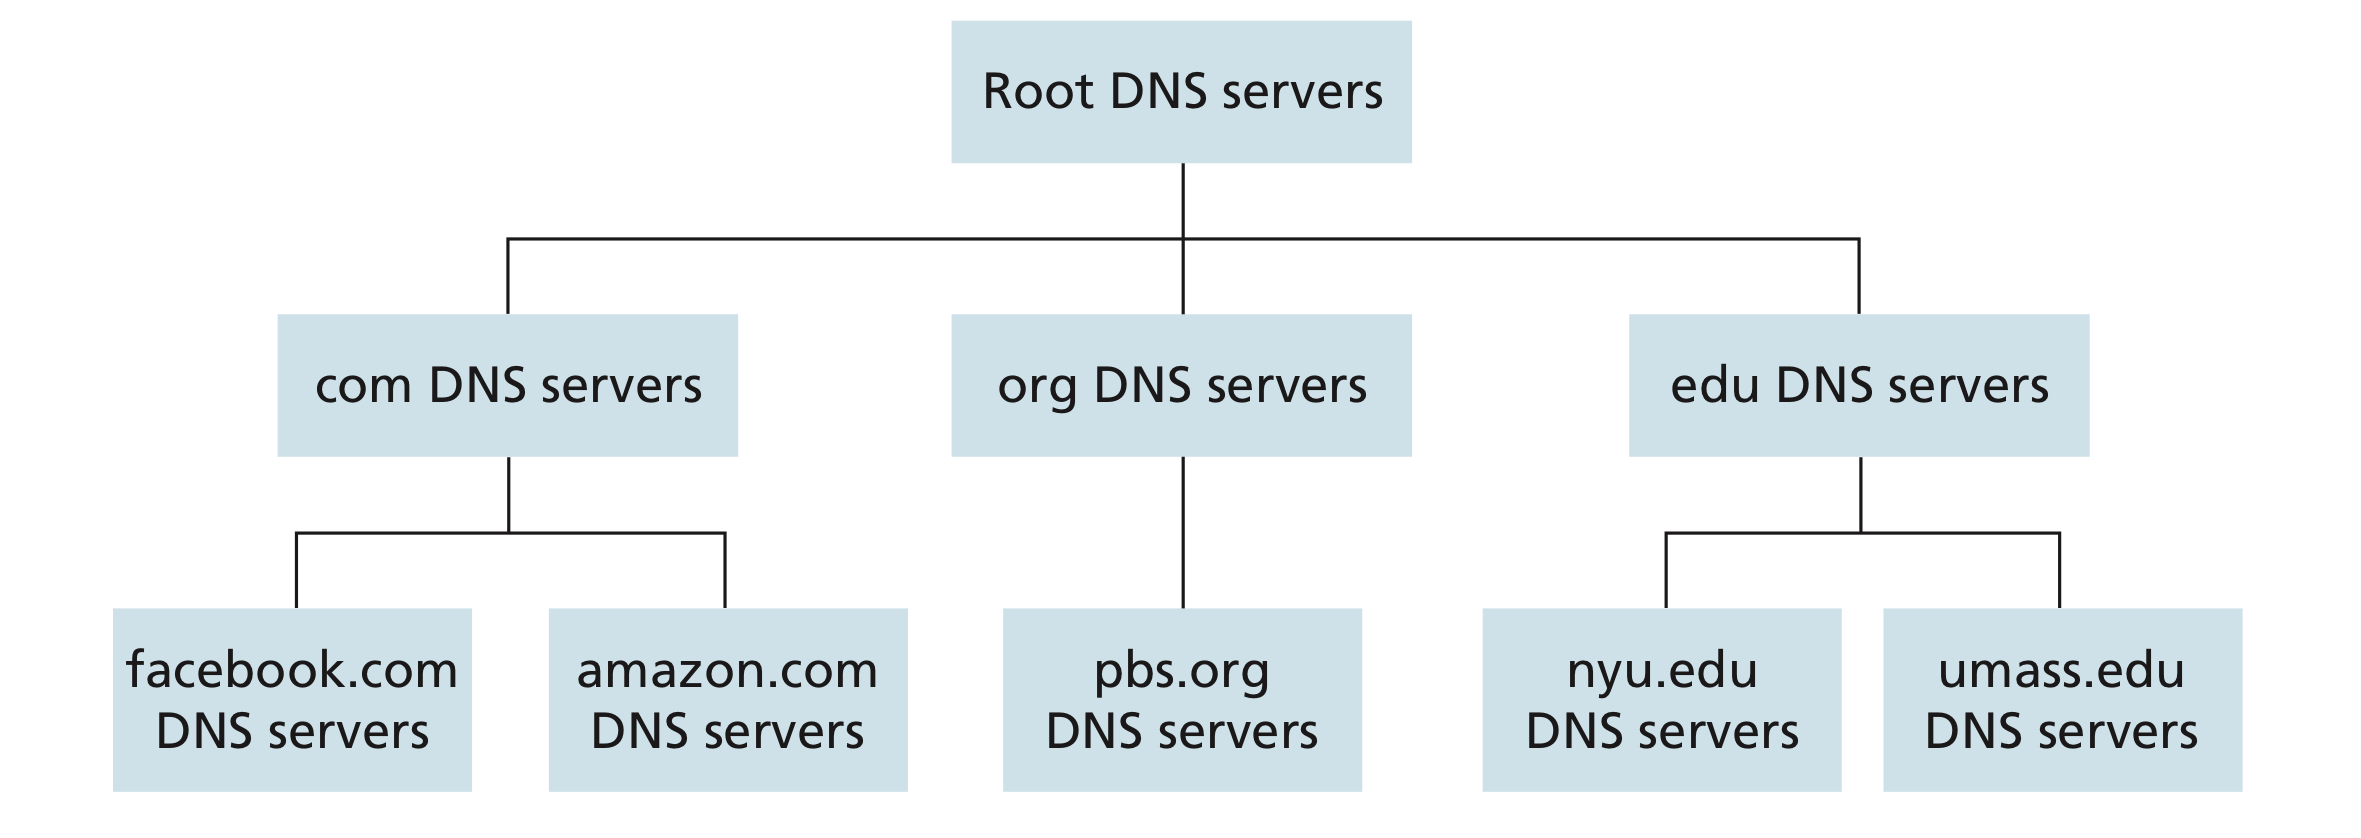 Root DNS servers
com DNS servers
org DNS servers
edu DNS servers
facebook.com
DNS servers
amazon.com
DNS servers
pbs.org
DNS servers
nyu.edu
DNS servers
umass.edu
DNS servers